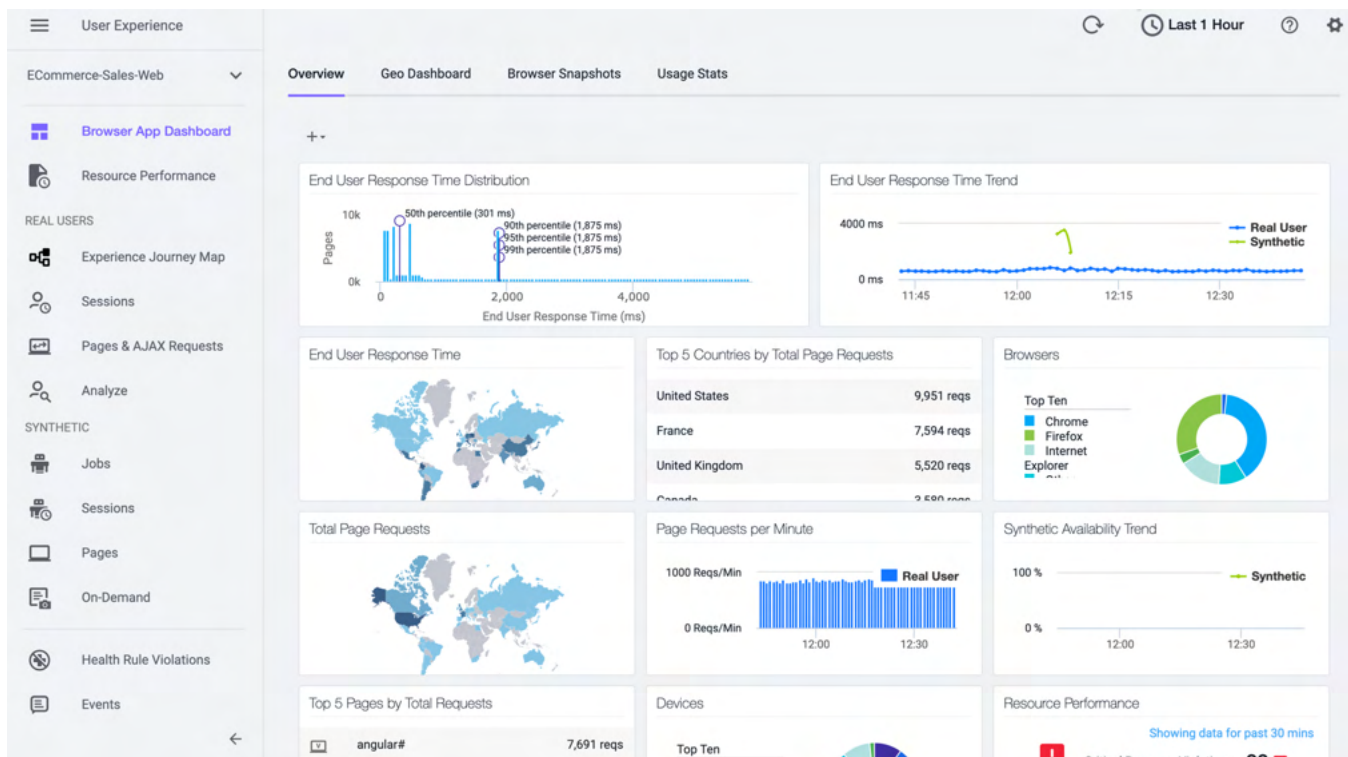 User Experience
Last 1 Hour
ECommerce-Sales-Web
Overview
Geo Dashboard
Browser Snapshots
Usage Stats
Browser App Dashboard
Resource Performance
REAL USERS
Experience Journey Map
Sessions
Pages & AJAX Requests
Analyze
SYNTHETIC
Jobs
Sessions
Pages
On-Demand
Health Rule Violations
Events
End User Response Time Distribution
10k
Pages
0k
50th percentile (301 ms)
90th percentile (1,875 ms)
95th percentile (1,875 ms)
99th percentile (1,875 ms)
0
2,000
4,000
End User Response Time (ms)
End User Response Time Trend
4000 ms
0 ms
Real User
Synthetic
11:45
12:00
12:15
12:30
End User Response Time
Top 5 Countries by Total Page Requests
United States 9,951 reqs
France 7,594 reqs
United Kingdom 5,520 reqs
Canada 3,580 reqs
Browsers
Top Ten
Chrome
Firefox
Internet
Explorer
Total Page Requests
Page Requests per Minute
1000 Reqs/Min
0 Reqs/Min
Real User
12:00
12:30
Synthetic Availability Trend
100 %
0 %
Synthetic
12:00
12:30
Top 5 Pages by Total Requests
angular# 7,691 reqs
Devices
Top Ten
Resource Performance
Showing data for past 30 mins